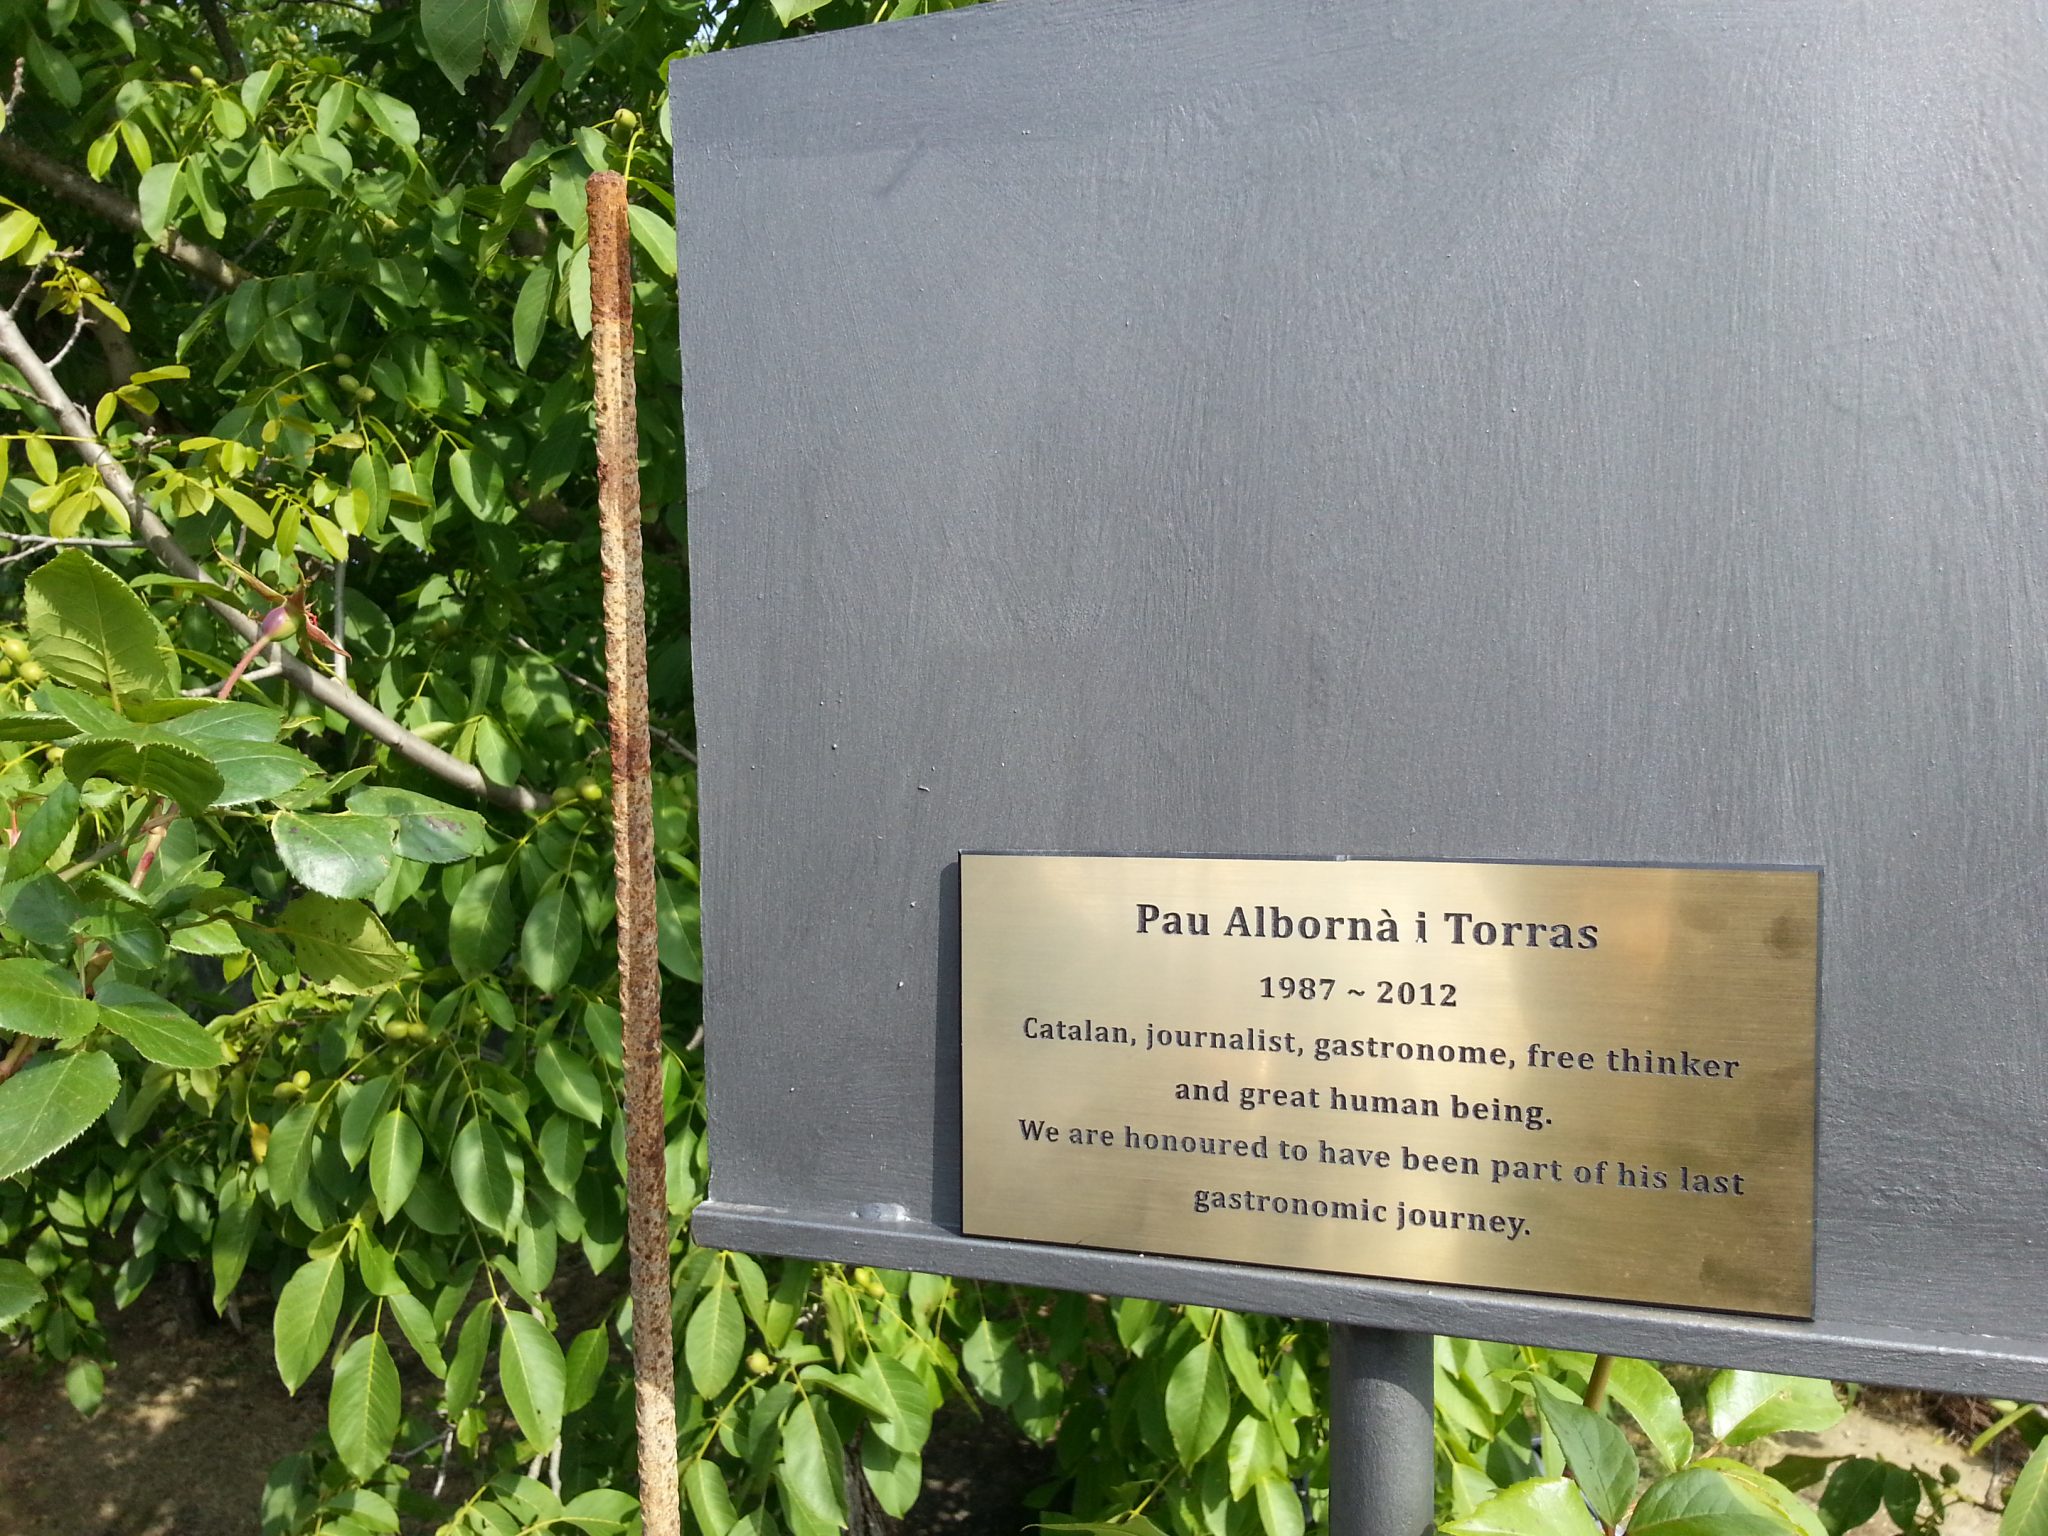 Pau Albornà i Torras
1987 ~ 2012
Catalan, journalist, gastronome, free thinker
and great human being.
We are honoured to have been part of his last
gastronomic journey.